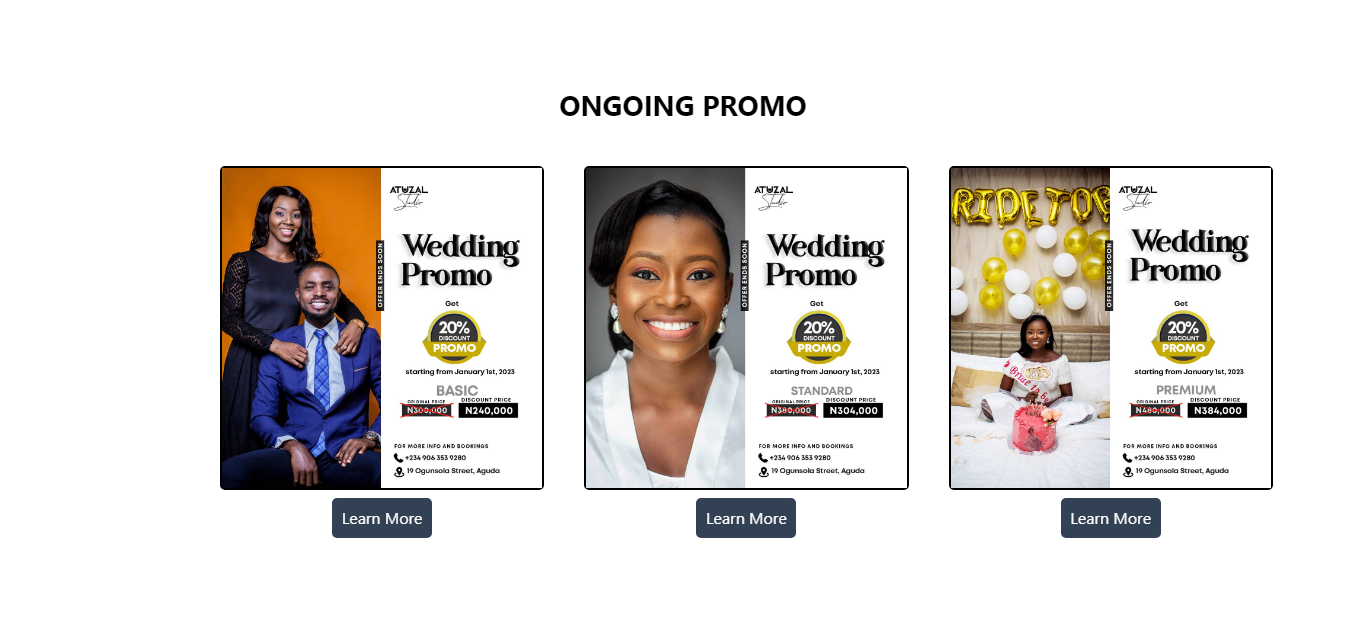 ONGOING PROMO
ATUZAL
Studio
OFFER ENDS SOON
Wedding
Promo
Get
20%
DISCOUNT
PROMO
starting from January 1st, 2023
BASIC
ORIGINAL PRICE DISCOUNT PRICE
N300,000 N240,000
FOR MORE INFO AND BOOKINGS
+234 906 353 9280
19 Ogunsola Street, Aguda
Learn More
ATUZAL
Studio
OFFER ENDS SOON
Wedding
Promo
Get
20%
DISCOUNT
PROMO
starting from January 1st, 2023
STANDARD
ORIGINAL PRICE DISCOUNT PRICE
N380,000 N304,000
FOR MORE INFO AND BOOKINGS
+234 906 353 9280
19 Ogunsola Street, Aguda
Learn More
RIDE TO B
Bride to be
ATUZAL
Studio
OFFER ENDS SOON
Wedding
Promo
Get
20%
DISCOUNT
PROMO
starting from January 1st, 2023
PREMIUM
ORIGINAL PRICE DISCOUNT PRICE
N480,000 N384,000
FOR MORE INFO AND BOOKINGS
+234 906 353 9280
19 Ogunsola Street, Aguda
Learn More